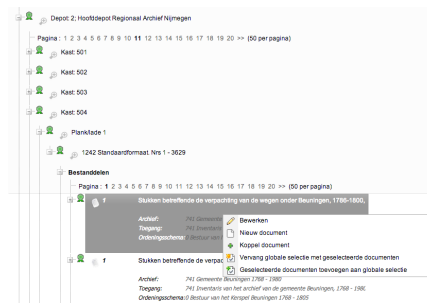 Depot: 2: Hoofddepot Regionaal Archief Nijmegen
Pagina: 1 2 3 4 5 6 7 8 9 10 11 12 13 14 15 16 17 18 19 20 >> (50 per pagina)
Kast: 501
Kast: 502
Kast: 503
Kast: 504
Plank/lade 1
1242 Standaardformaat, Nrs 1 - 3629
Bestanddelen
Pagina: 1 2 3 4 5 6 7 8 9 10 11 12 13 14 15 16 17 18 19 20 >> (50 per pagina)
1 Stukken betreffende de verpachting van de wegen onder Beuningen, 1786-1800,
Archief: 741 Gemeente
Toegang: 741 Inventaris
Ordeningsschema: 0 Bestuur van
Bewerken
Nieuw document
Koppel document
Vervang globale selectie met geselecteerde documenten
Geselecteerde documenten toevoegen aan globale selectie
1 Stukken betreffende de verpac
Archief: 741 Gemeente Beuningen 1768 - 1980
Toegang: 741 Inventaris van het archief van de gemeente Beuningen, 1768 - 198
Ordeningsschema: 0 Bestuur van het Kerspel Beuningen 1768 - 1805